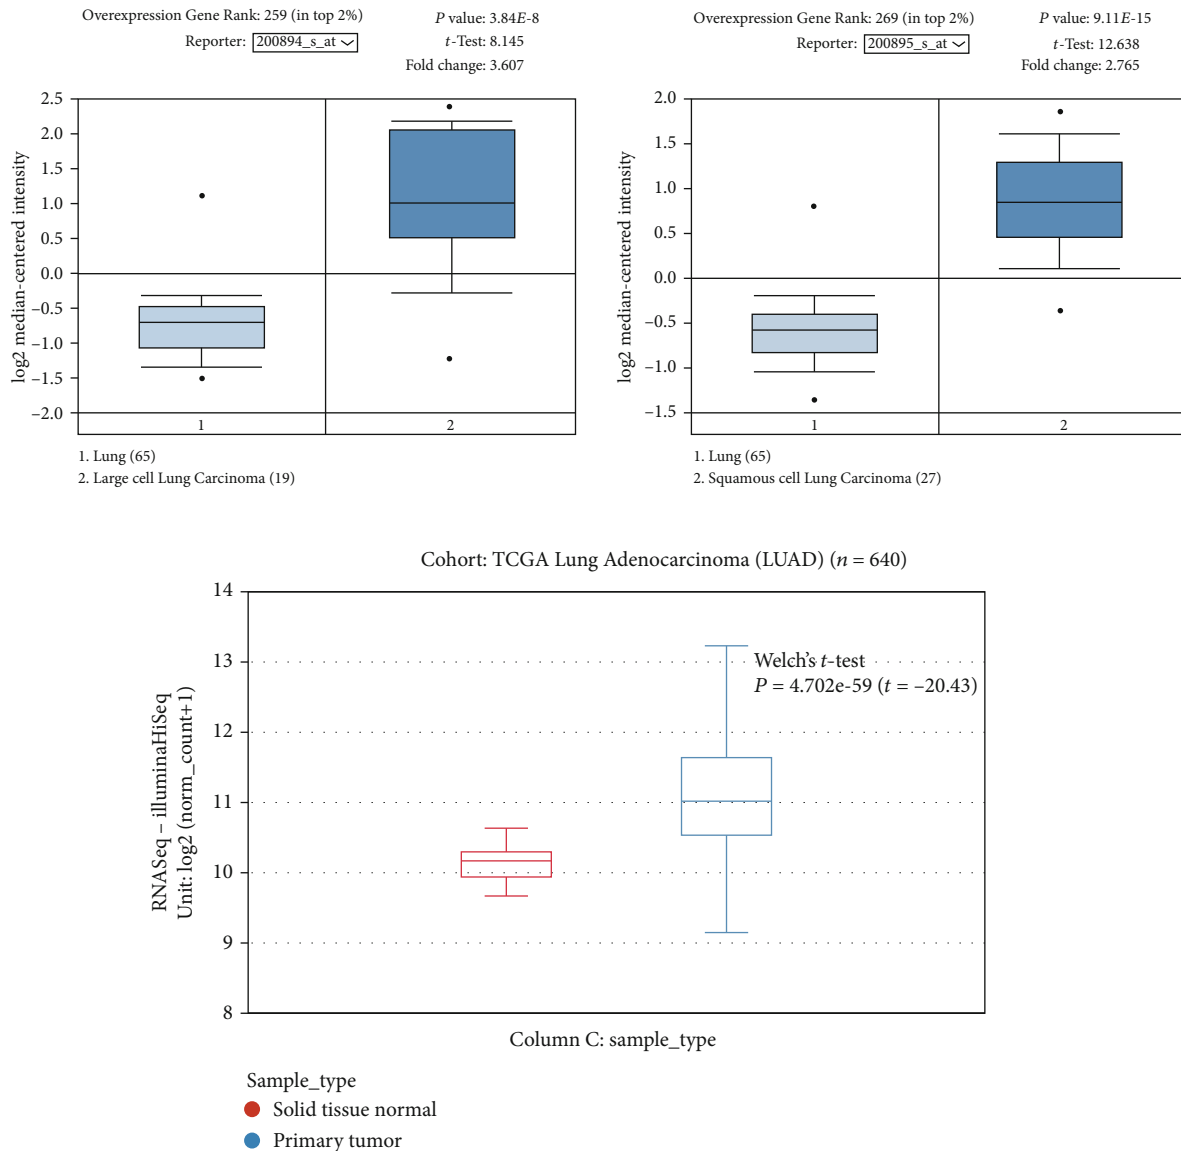 Overexpression Gene Rank: 259 (in top 2%)
P value: 3.84E-8
Reporter: 200894_s_at
t-Test: 8.145
Fold change: 3.607
log2 median-centered intensity
2.5
2.0
1.5
1.0
0.5
0.0
–0.5
–1.0
–1.5
–2.0
1
2
1. Lung (65)
2. Large cell Lung Carcinoma (19)
Overexpression Gene Rank: 269 (in top 2%)
P value: 9.11E-15
Reporter: 200895_s_at
t-Test: 12.638
Fold change: 2.765
log2 median-centered intensity
2.0
1.5
1.0
0.5
0.0
–0.5
–1.0
–1.5
1
2
1. Lung (65)
2. Squamous cell Lung Carcinoma (27)
Cohort: TCGA Lung Adenocarcinoma (LUAD) (n = 640)
RNASeq – illuminaHiSeq
Unit: log2 (norm_count+1)
14
13
12
11
10
9
8
Welch's t-test
P = 4.702e-59 (t = –20.43)
Column C: sample_type
Sample_type
Solid tissue normal
Primary tumor